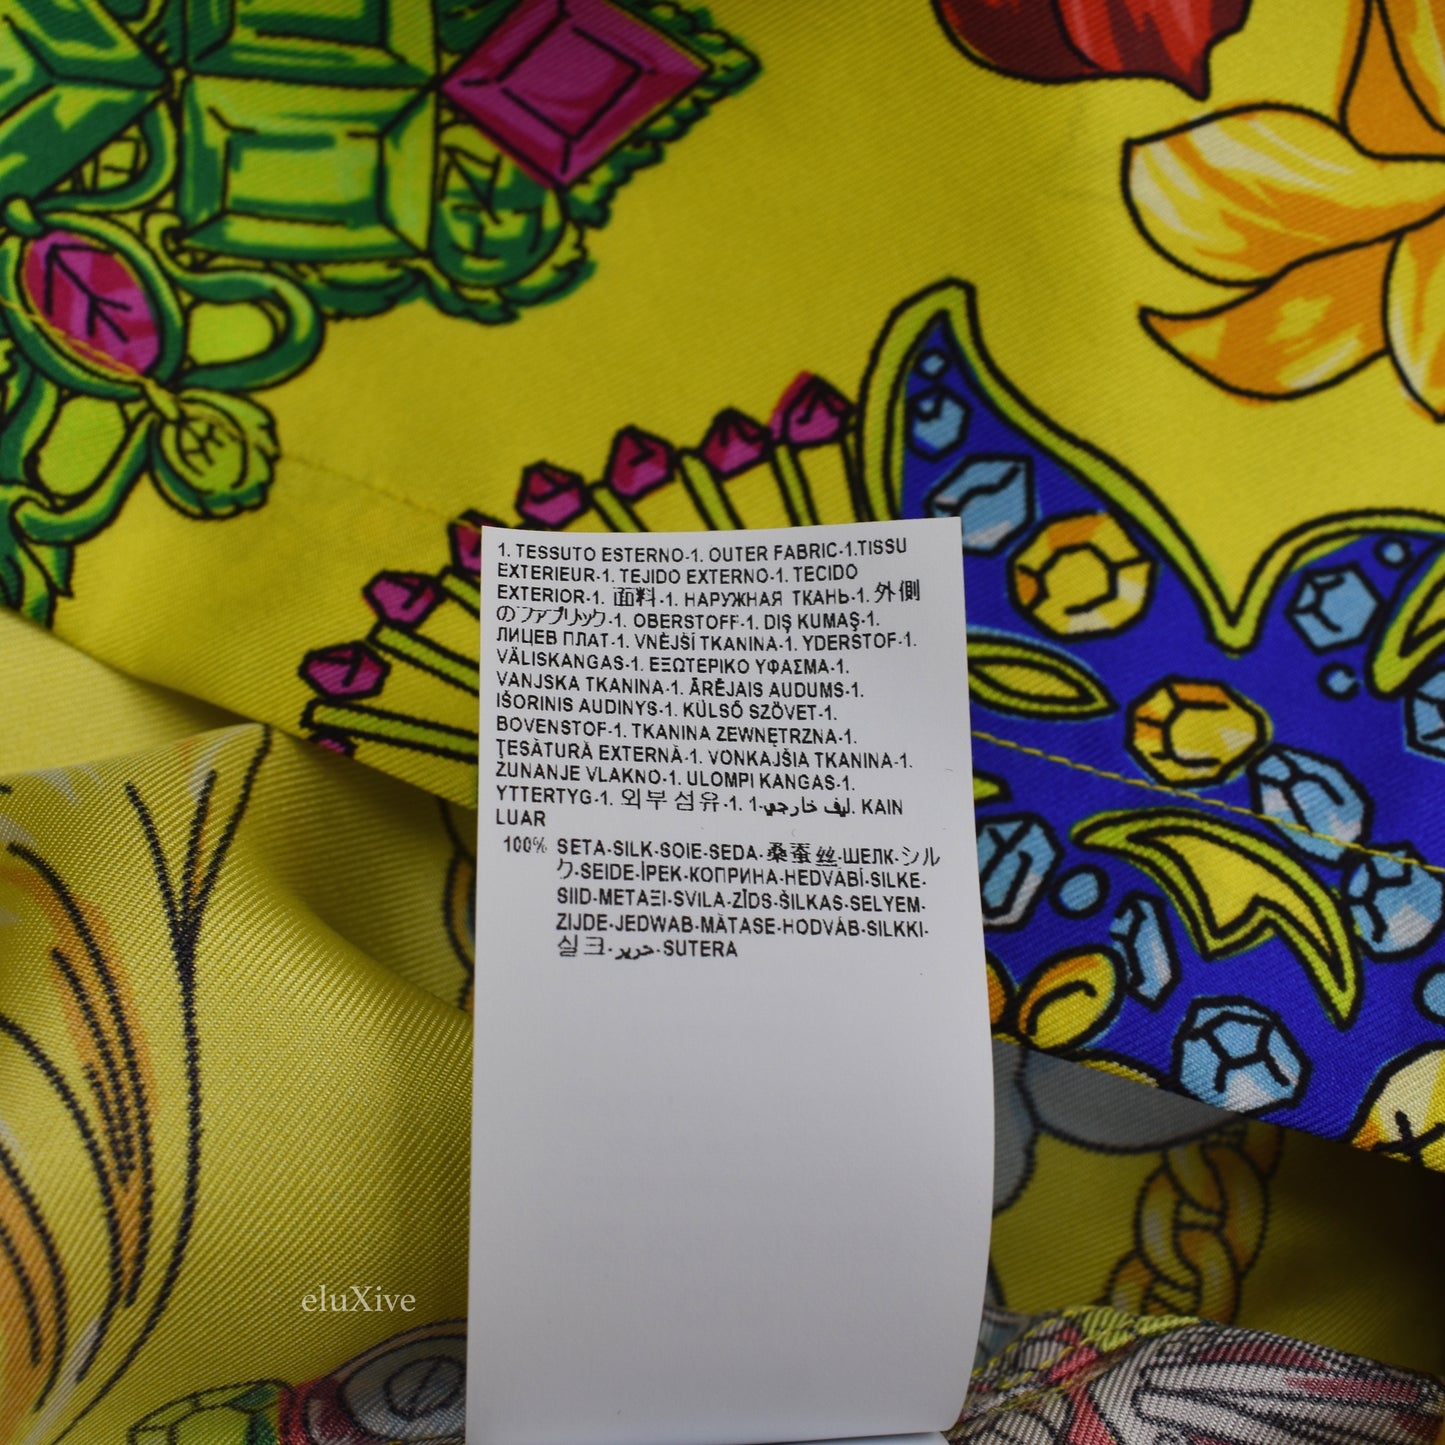 1. TESSUTO ESTERNO-1. OUTER FABRIC-1.TISSU
EXTERIEUR-1. TEJIDO EXTERNO-1. TECIDO
EXTERIOR-1. 面料-1. НАРУЖНАЯ ТКАНЬ-1. 外側
のファブリック-1. OBERSTOFF-1. DIŞ KUMAŞ-1.
ЛИЦЕВ ПЛАТ-1. VNĚJŠÍ TKANINA-1. YDERSTOF-1.
VÄLISKANGAS-1. ΕΞΩΤΕΡΙΚΟ ΥΦΑΣΜΑ-1.
VANJSKA TKANINA-1. ĀRĒJAIS AUDUMS-1.
IŠORINIS AUDINYS-1. KÜLSŐ SZÖVET-1.
BOVENSTOF-1. TKANINA ZEWNĘTRZNA-1.
ŢESĂTURĂ EXTERNĂ-1. VONKAJŠIA TKANINA-1.
ZUNANJE VLAKNO-1. ULOMPI KANGAS-1.
YTTERTYG-1. 외부 섬유-1. ليف خارجي-1. KAIN
LUAR
100% SETA-SILK-SOIE-SEDA-桑蚕丝-ШЕЛК-シル
ク-SEIDE-İPEK-КОПРИНА-HEDVÁBÍ-SILKE-
SIID-ΜΕΤΑΞΙ-SVILA-ZĪDS-ŠILKAS-SELYEM-
ZIJDE-JEDWAB-MĂTASE-HODVÁB-SILKKI-
실크-حرير-SUTERA
eluXive